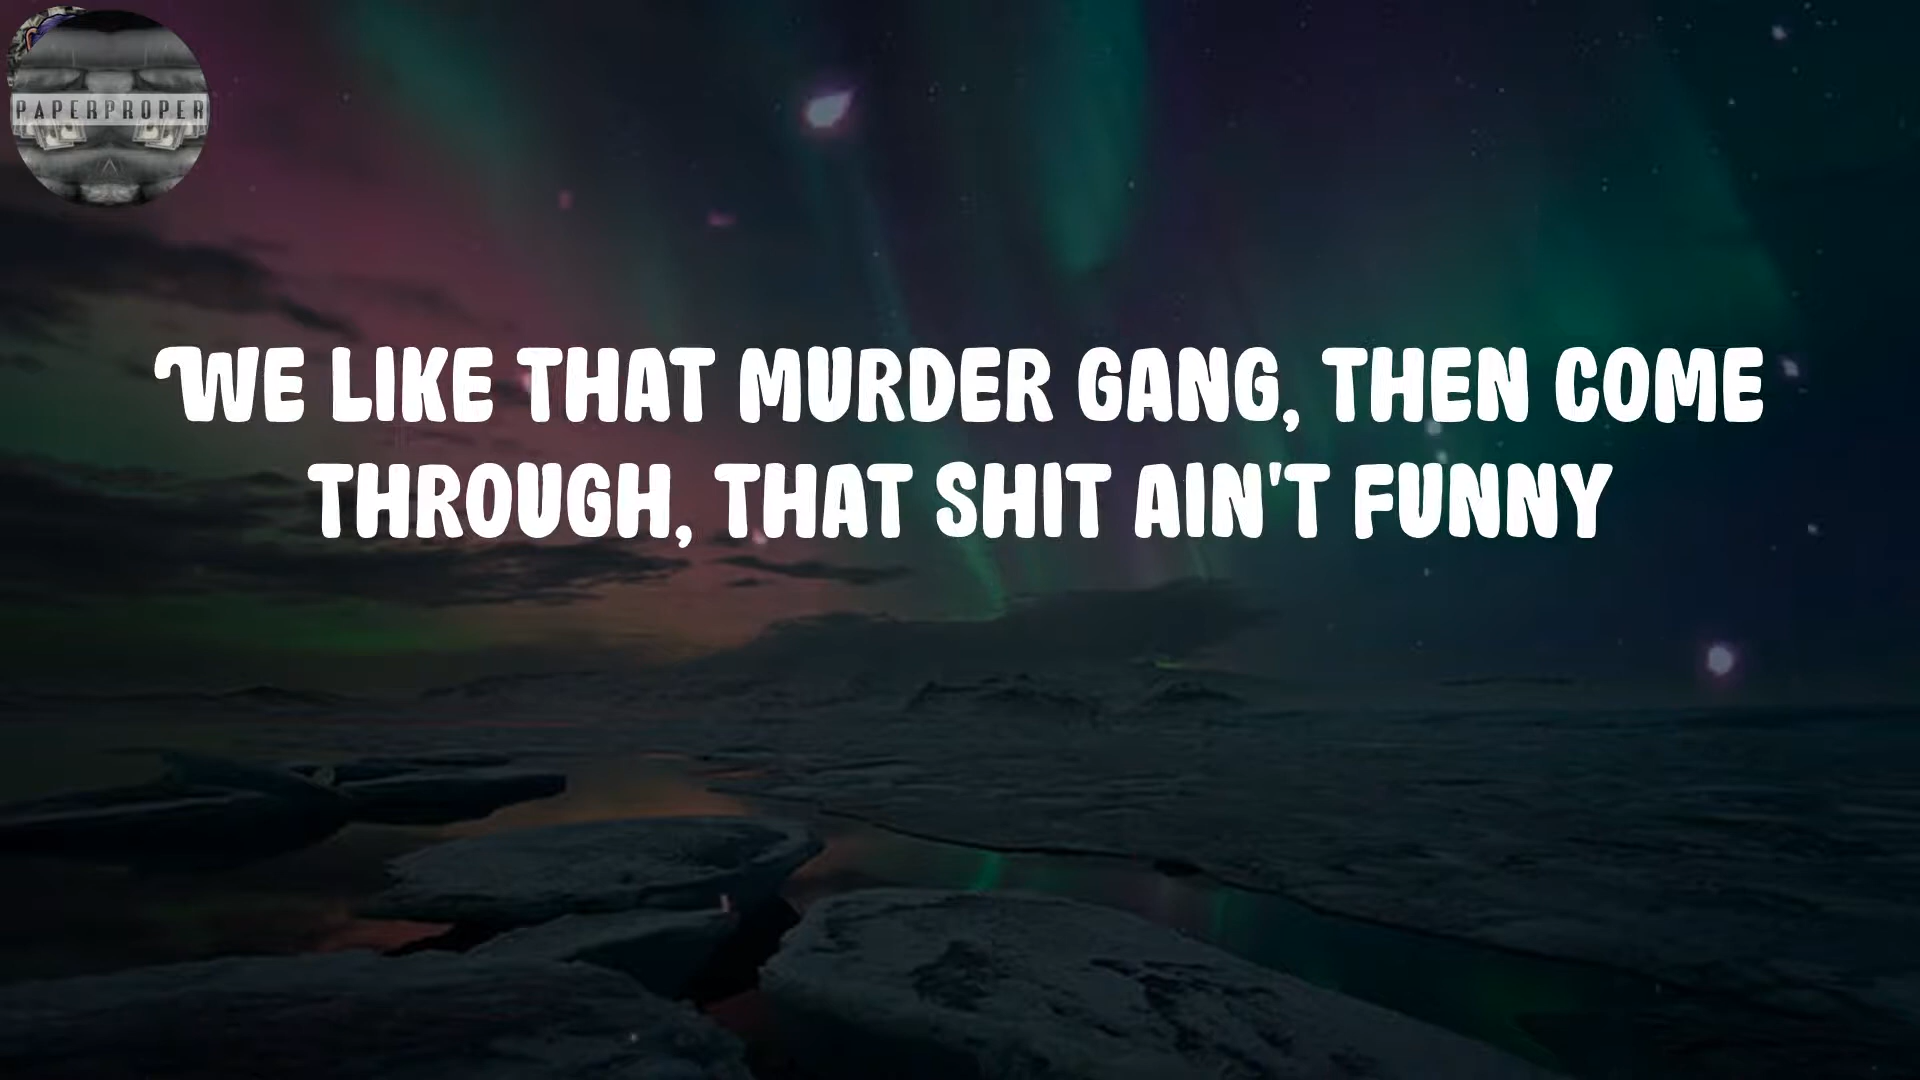 PAPERPROPER
WE LIKE THAT MURDER GANG, THEN COME
THROUGH, THAT SHIT AIN'T FUNNY